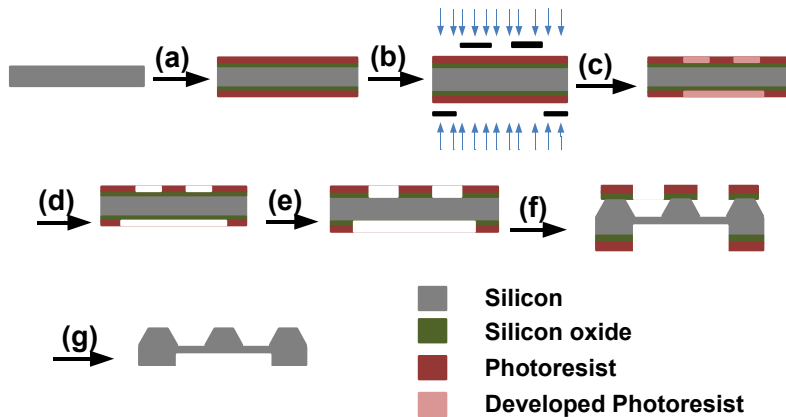 (a)
(b)
(c)
(d)
(e)
(f)
(g)
Silicon
Silicon oxide
Photoresist
Developed Photoresist